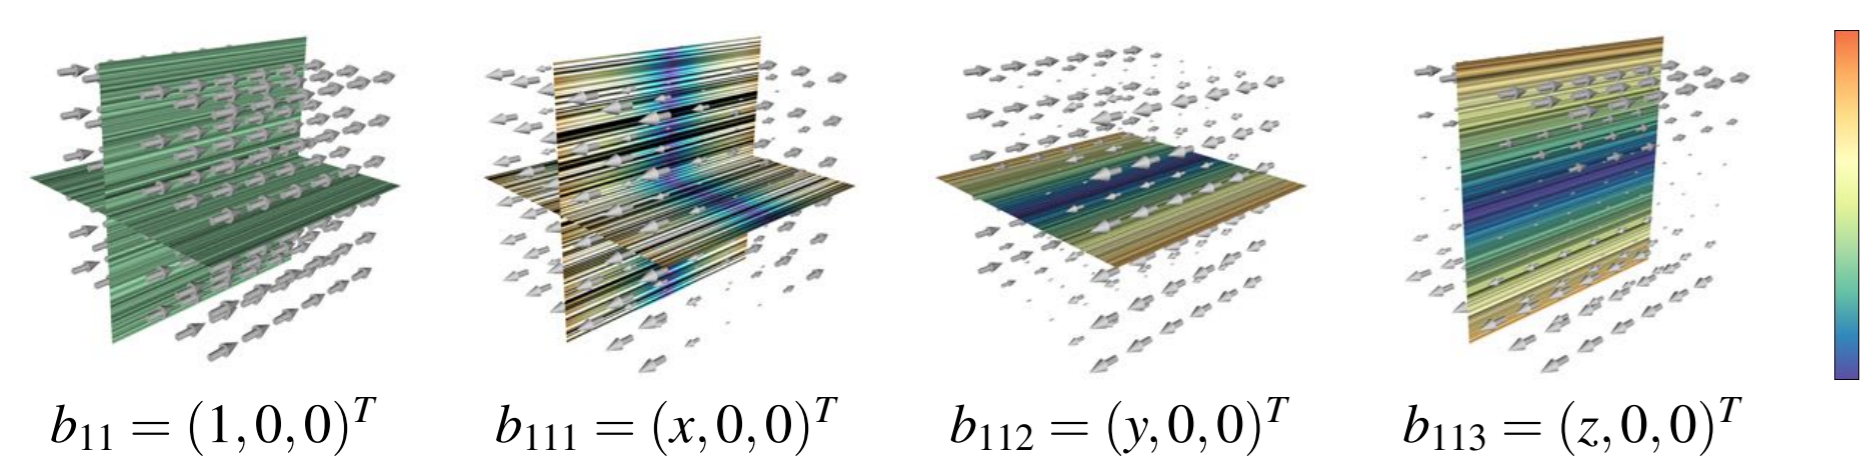 b₁₁ = (1,0,0)ᵀ b₁₁₁ = (x,0,0)ᵀ b₁₁₂ = (y,0,0)ᵀ b₁₁₃ = (z,0,0)ᵀ